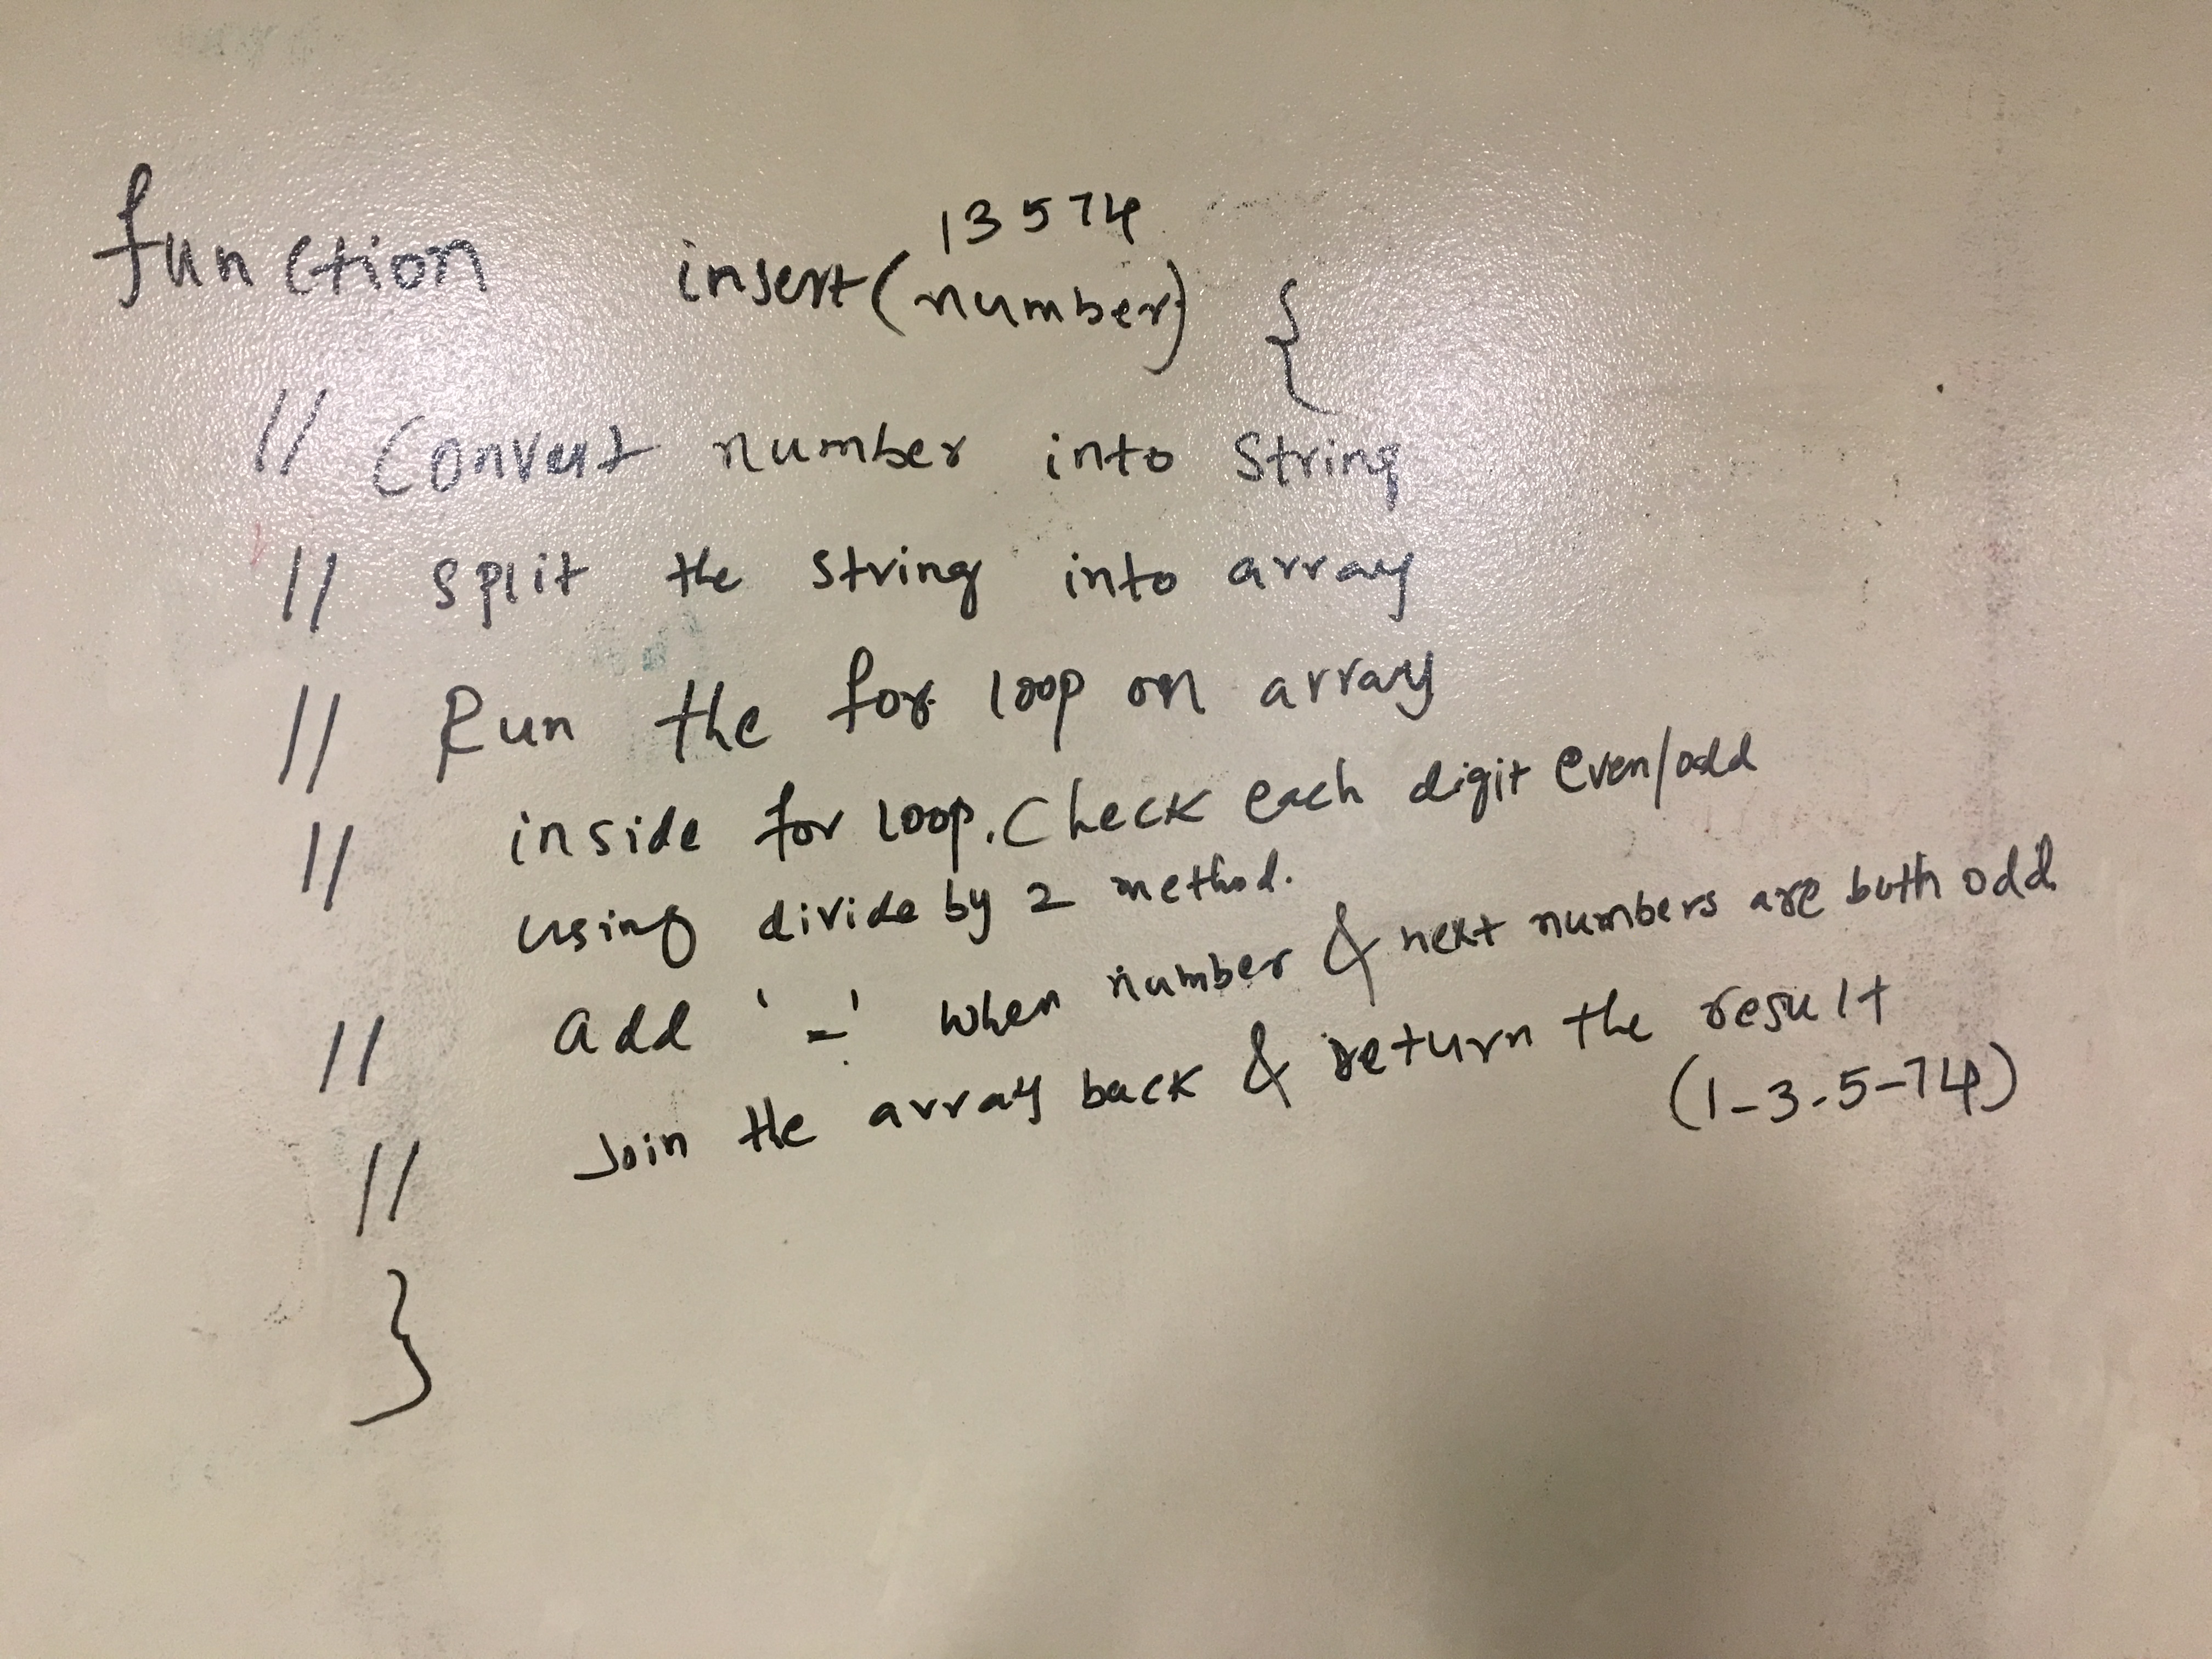 13574
function insert(number) {
// Convert number into String
// Split the string into array
// Run the for loop on array
// inside for loop. Check each digit even/odd
using divide by 2 method.
// add '-' when number & next numbers are both odd
// Join the array back & return the result
(1-3-5-74)
}